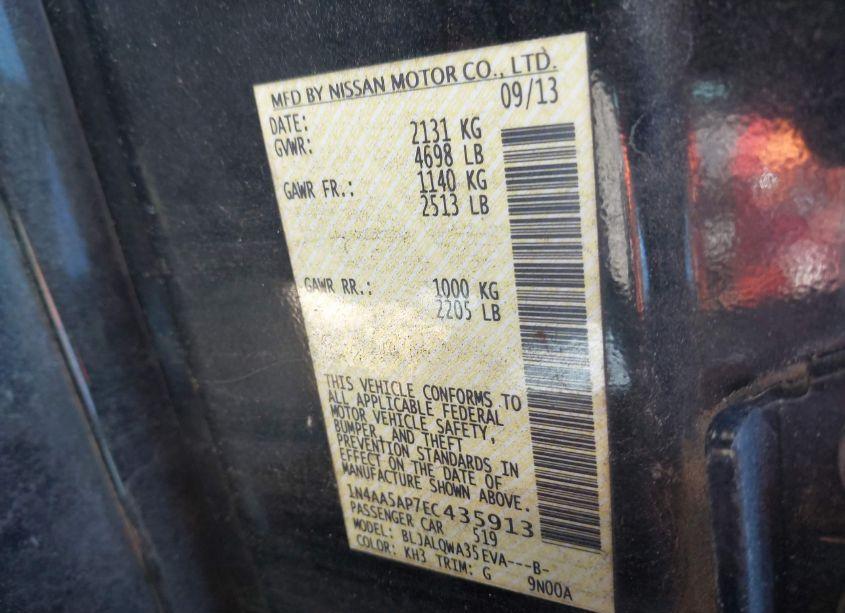 MFD BY NISSAN MOTOR CO., LTD.
DATE: 09/13
GVWR: 2131 KG
4698 LB
GAWR FR.: 1140 KG
2513 LB
GAWR RR.: 1000 KG
2205 LB
THIS VEHICLE CONFORMS TO
ALL APPLICABLE FEDERAL
MOTOR VEHICLE SAFETY,
BUMPER, AND THEFT
PREVENTION STANDARDS IN
EFFECT ON THE DATE OF
MANUFACTURE SHOWN ABOVE.
1N4AA5AP7EC435913
PASSENGER CAR 519
MODEL: BLJALQWA35EVA---B-
COLOR: KH3 TRIM: G 9N00A